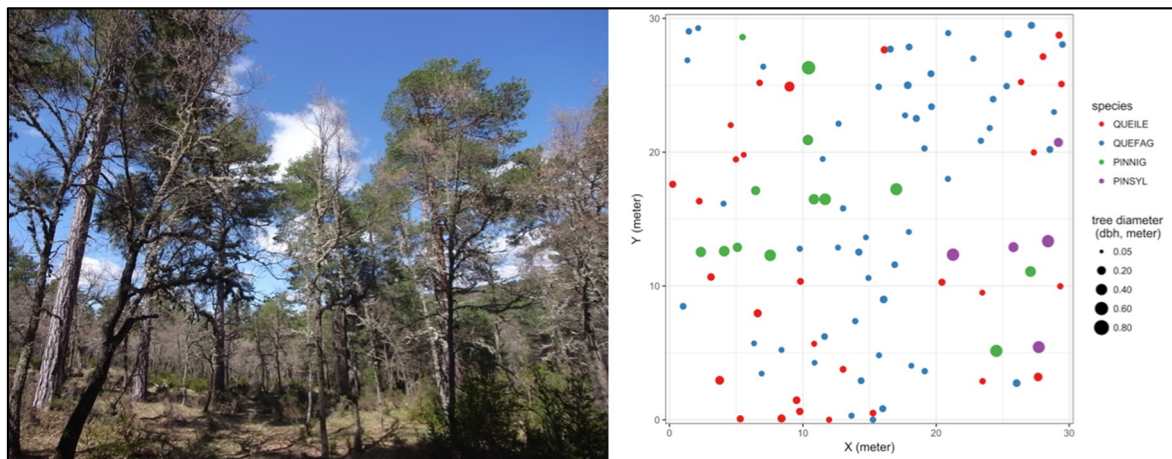 30
20
10
0
Y (meter)
0
10
20
30
X (meter)
species
QUEILE
QUEFAG
PINNIG
PINSYL
tree diameter
(dbh, meter)
0.05
0.20
0.40
0.60
0.80